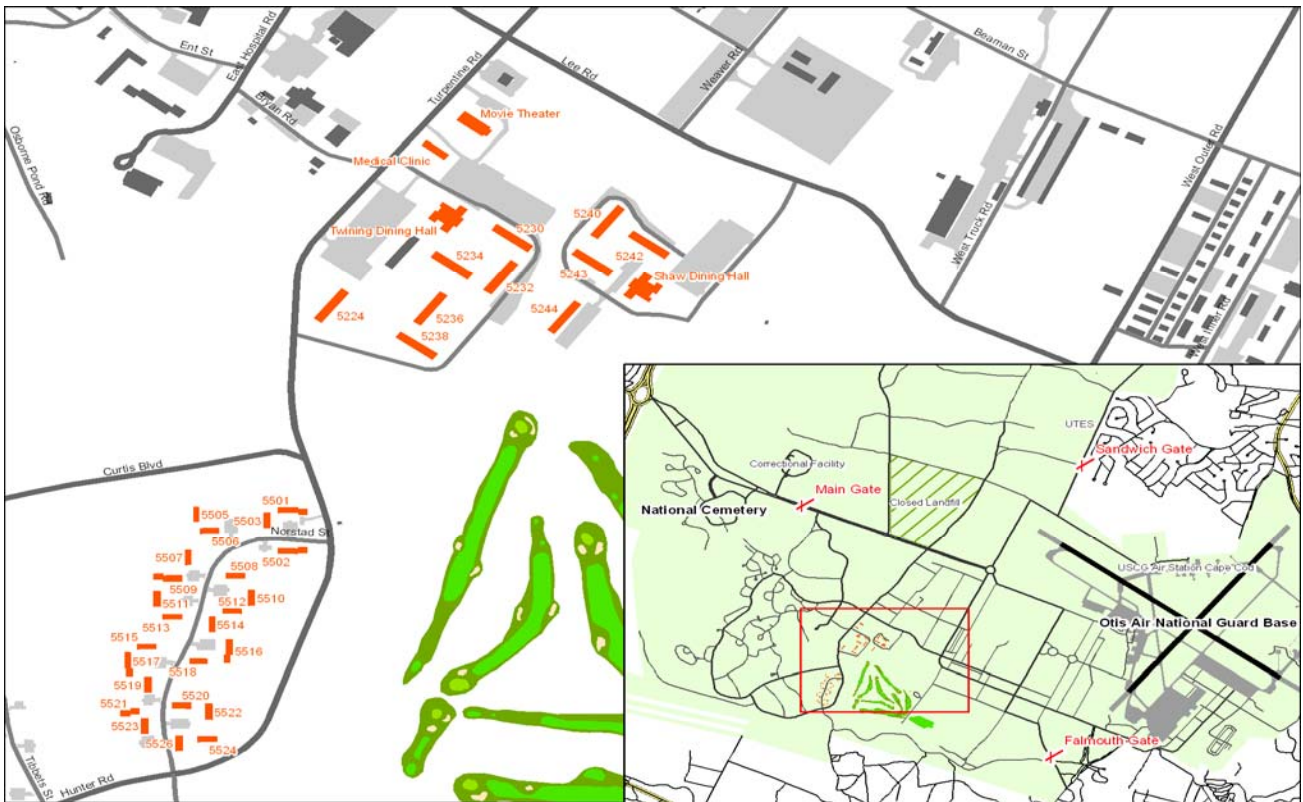 Ent St
East Hospital Rd
Bryan Rd
Osborne Pond Rd
Turpentine Rd
Lee Rd
Weaver Rd
Beaman St
West Outer Rd
West Truck Rd
West Inner Rd
Movie Theater
Medical Clinic
Twining Dining Hall
5230
5234
5232
5224
5236
5238
5240
5242
5243
Shaw Dining Hall
5244
Curtis Blvd
5501
5505
5503
Norstad St
5506
5502
5507
5508
5509
5511
5512
5510
5513
5514
5515
5516
5517
5518
5519
5520
5521
5522
5523
5526
5524
Hunter Rd
Tibbets St
UTES
Sandwich Gate
Correctional Facility
Main Gate
Closed Landfill
National Cemetery
USCG Air Station Cape Cod
Otis Air National Guard Base
Falmouth Gate